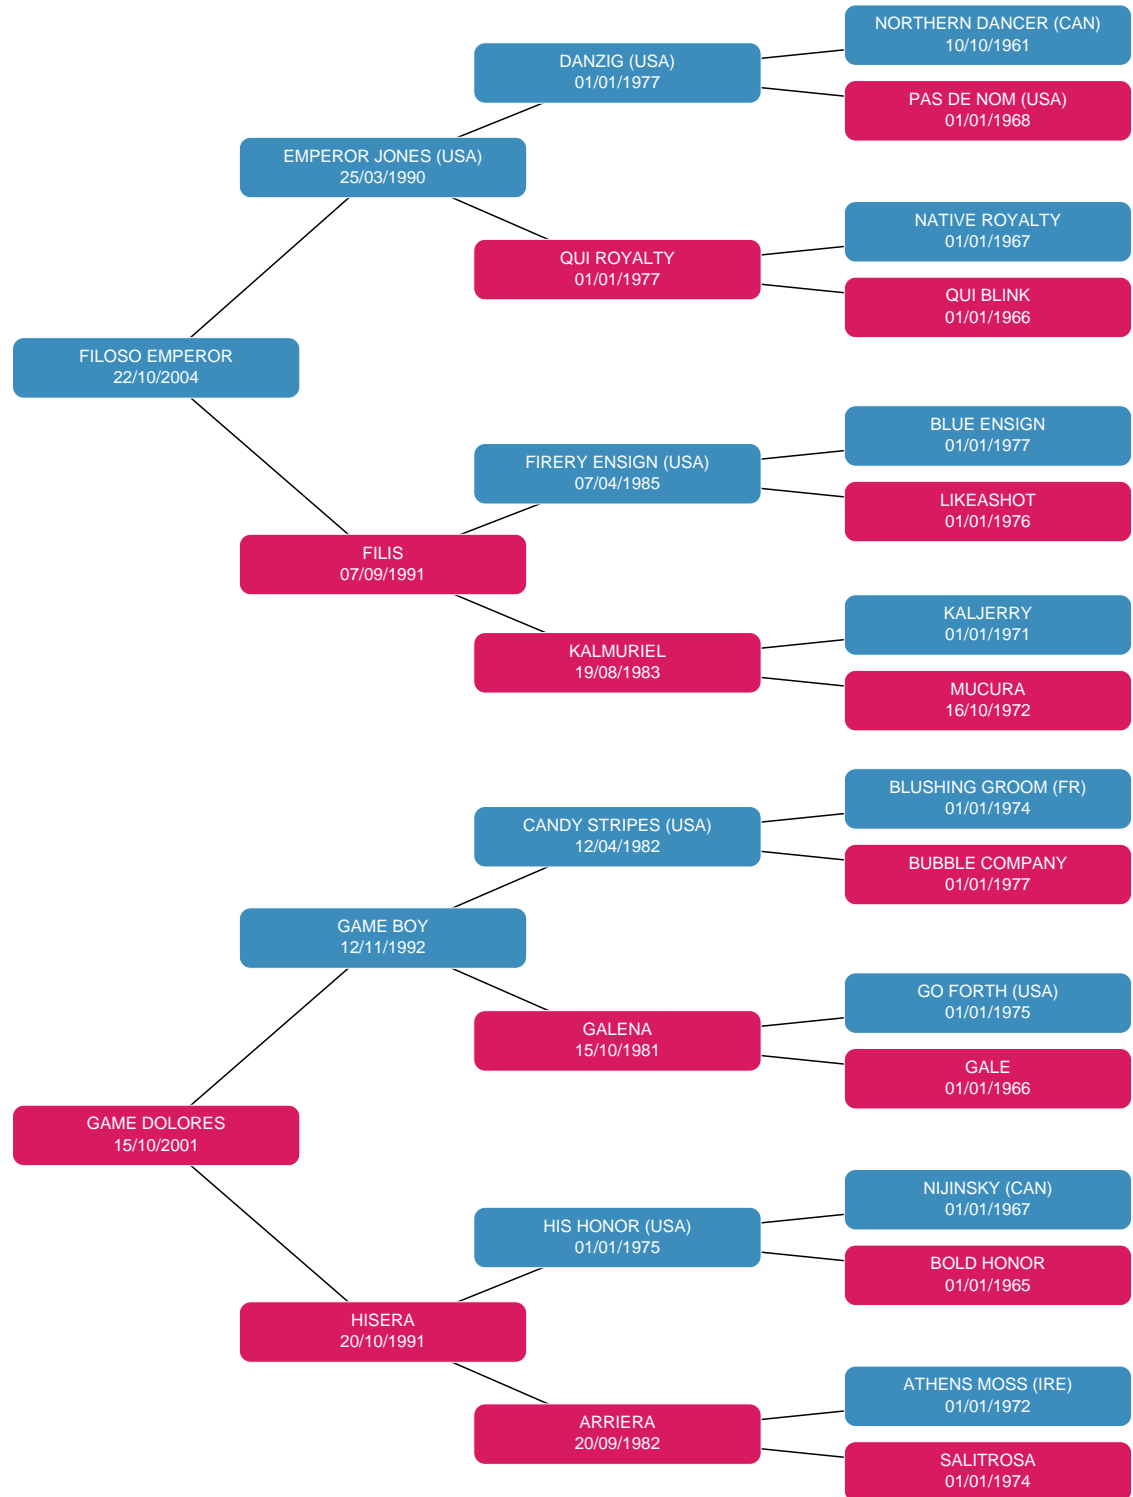 NORTHERN DANCER (CAN)
10/10/1961
DANZIG (USA)
01/01/1977
PAS DE NOM (USA)
01/01/1968
EMPEROR JONES (USA)
25/03/1990
NATIVE ROYALTY
01/01/1967
QUI ROYALTY
01/01/1977
QUI BLINK
01/01/1966
FILOSO EMPEROR
22/10/2004
BLUE ENSIGN
01/01/1977
FIRERY ENSIGN (USA)
07/04/1985
LIKEASHOT
01/01/1976
FILIS
07/09/1991
KALJERRY
01/01/1971
KALMURIEL
19/08/1983
MUCURA
16/10/1972
BLUSHING GROOM (FR)
01/01/1974
CANDY STRIPES (USA)
12/04/1982
BUBBLE COMPANY
01/01/1977
GAME BOY
12/11/1992
GO FORTH (USA)
01/01/1975
GALENA
15/10/1981
GALE
01/01/1966
GAME DOLORES
15/10/2001
NIJINSKY (CAN)
01/01/1967
HIS HONOR (USA)
01/01/1975
BOLD HONOR
01/01/1965
HISERA
20/10/1991
ATHENS MOSS (IRE)
01/01/1972
ARRIERA
20/09/1982
SALITROSA
01/01/1974